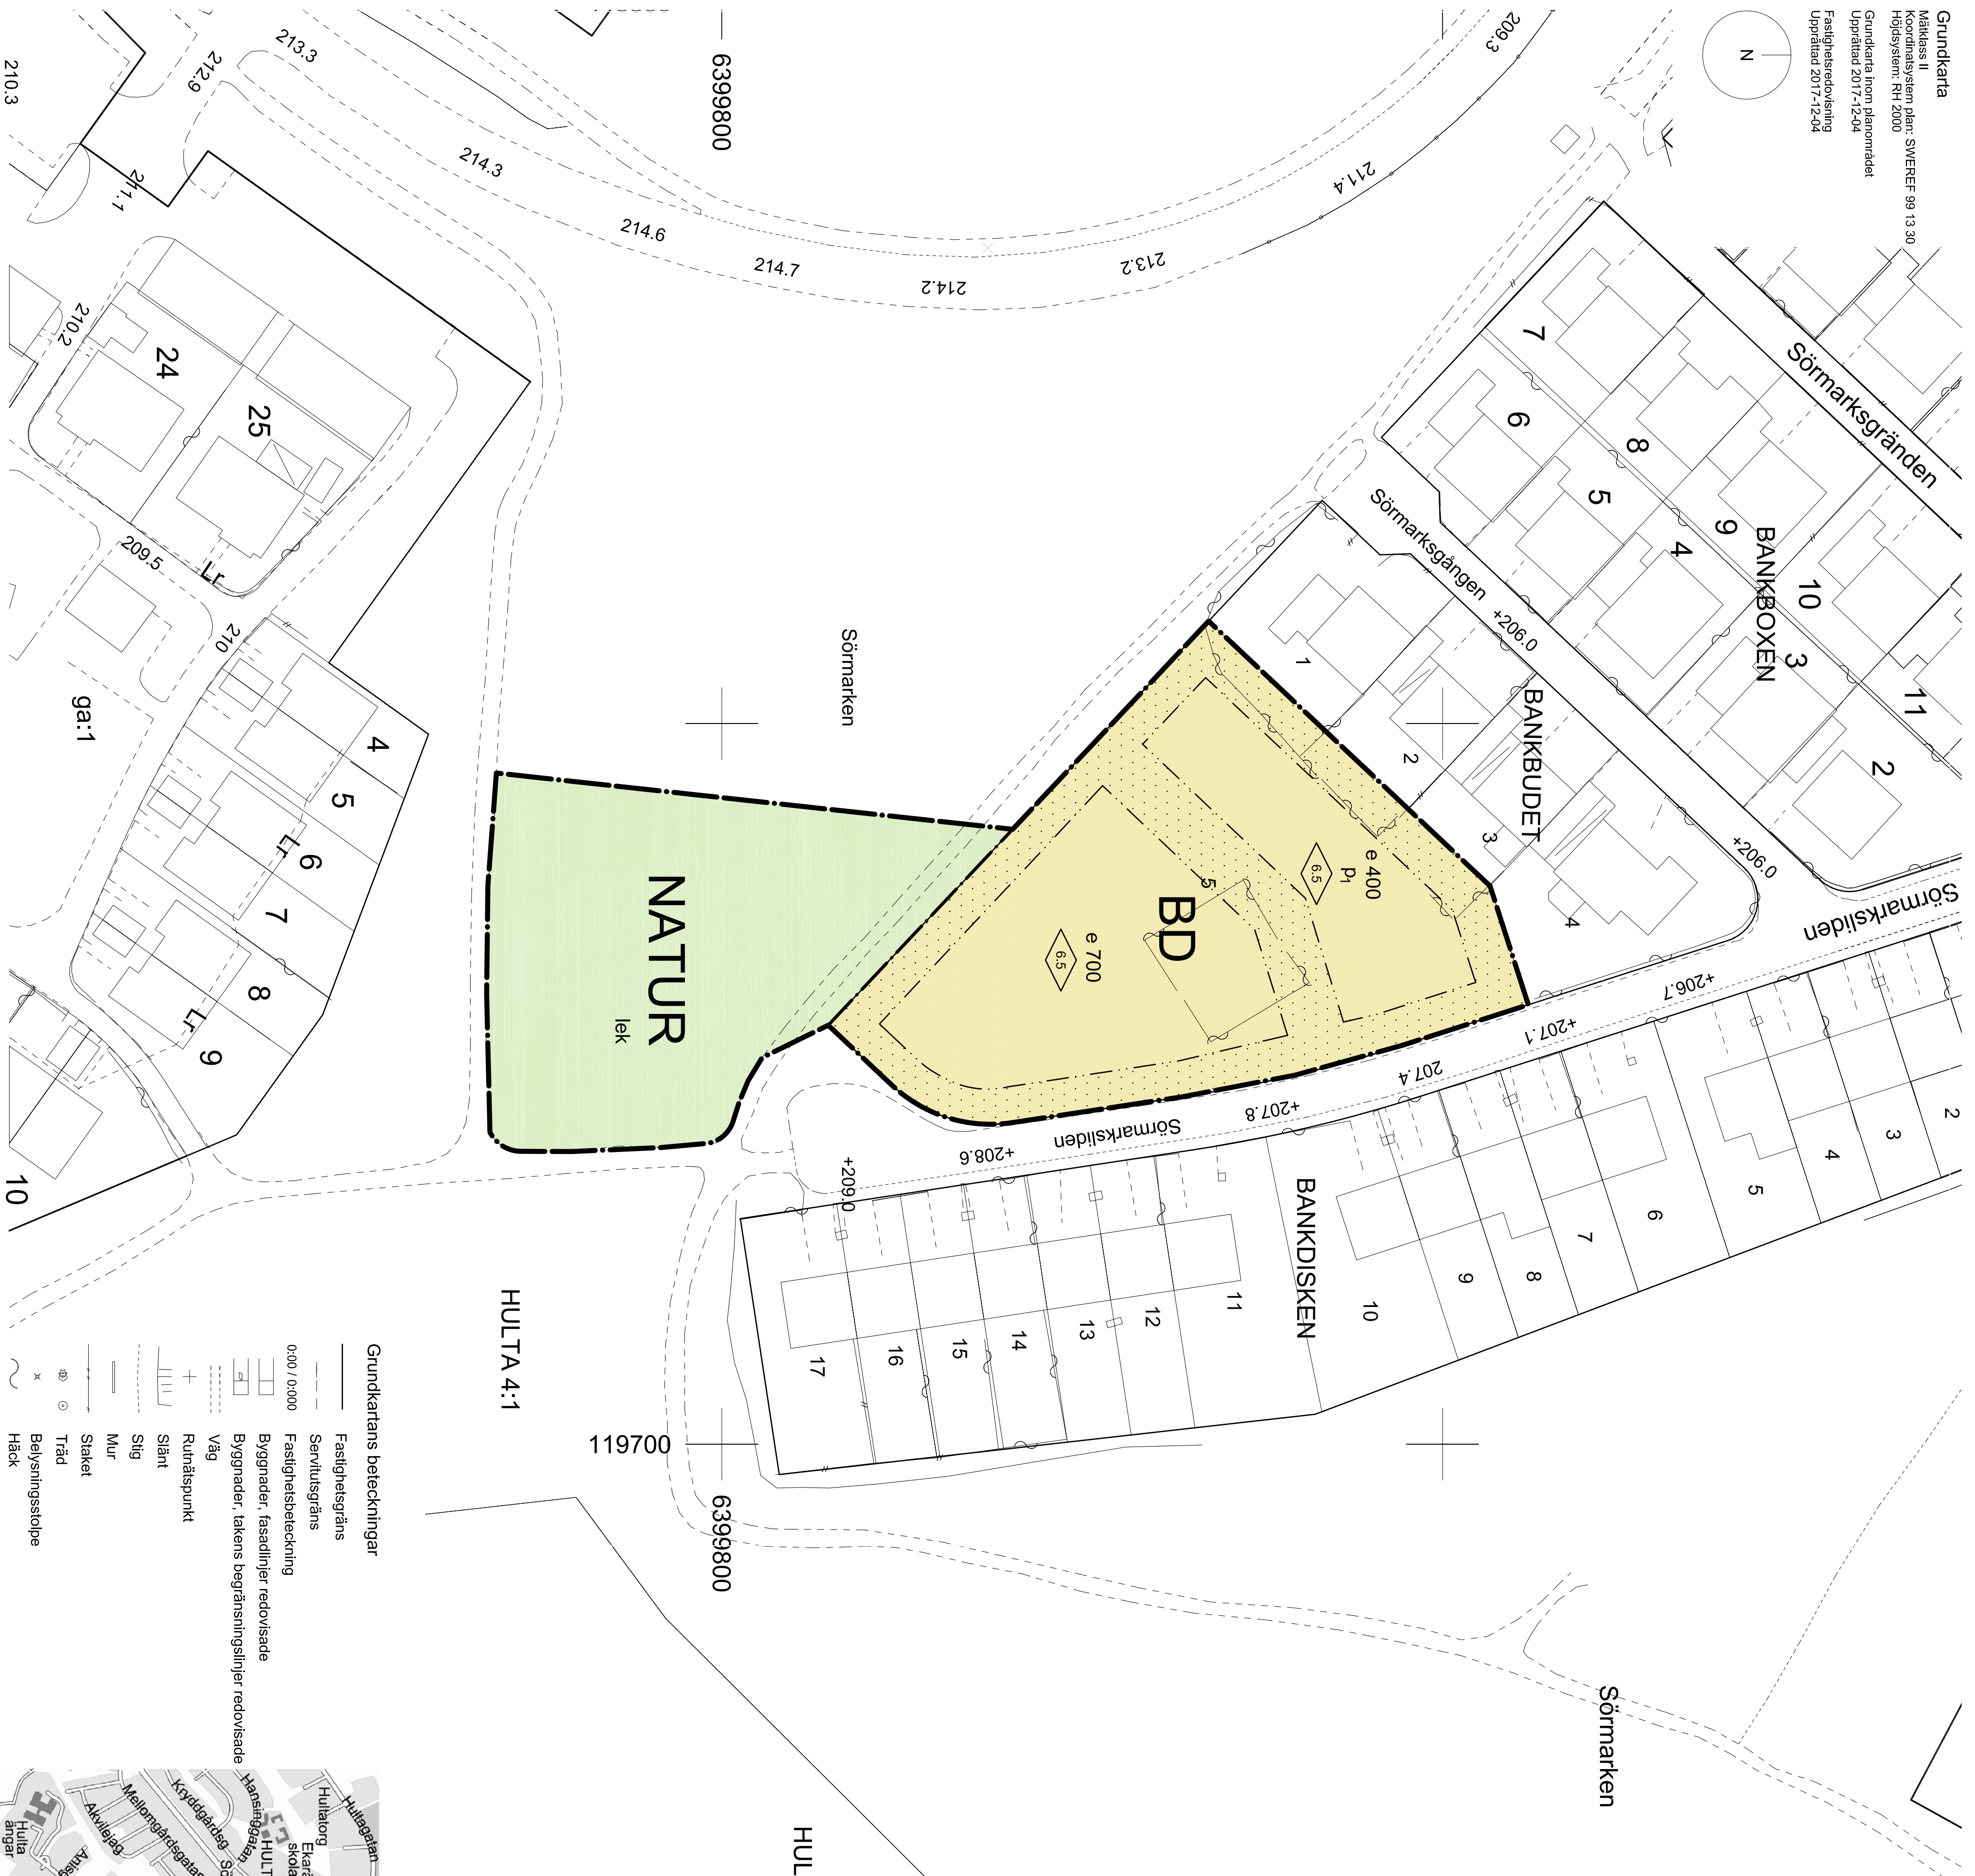 Grundkarta
Mätklass II
Koordinatsystem plan: SWEREF 99 13 30
Höjdsystem: RH 2000
Grundkarta inom planområdet
Upprättad 2017-12-04
Fastighetsredovisning
Upprättad 2017-12-04
N
209.3
211.4
213.2
214.2
214.7
214.6
214.3
213.3
212.9
211.1
210.3
210.2
209.5
210
6399800
Sörmarksgränden
Sörmarksgången
BANKBOXEN
7
8
9
10
11
6
5
4
3
2
+206.0
+206.0
BANKBUDET
1
2
3
4
Sörmarksliden
+206.7
+207.1
207.4
+207.8
Sörmarksliden
+208.6
+209.0
Sörmarken
24
25
Lr
ga:1
4
5
Lr
6
7
8
Lr
9
10
e 400
p1
6.5
5
BD
e 700
6.5
NATUR
lek
BANKDISKEN
2
3
4
5
6
7
8
9
10
11
12
13
14
15
16
17
119700
6399800
HULTA 4:1
Sörmarken
HUL
Grundkartans beteckningar
Fastighetsgräns
Servitutsgräns
0:00 / 0:000 Fastighetsbeteckning
Byggnader, fasadlinjer redovisade
Byggnader, takens begränsningslinjer redovisade
Väg
Rutnätspunkt
Slänt
Stig
Mur
Staket
Träd
Belysningsstolpe
Häck
Hultagatan
Hultatorg
Hansinggatan
Kryddgårdsg
Mellomgårdsgatan
Akvilejag
Hulta
ängar
HULT